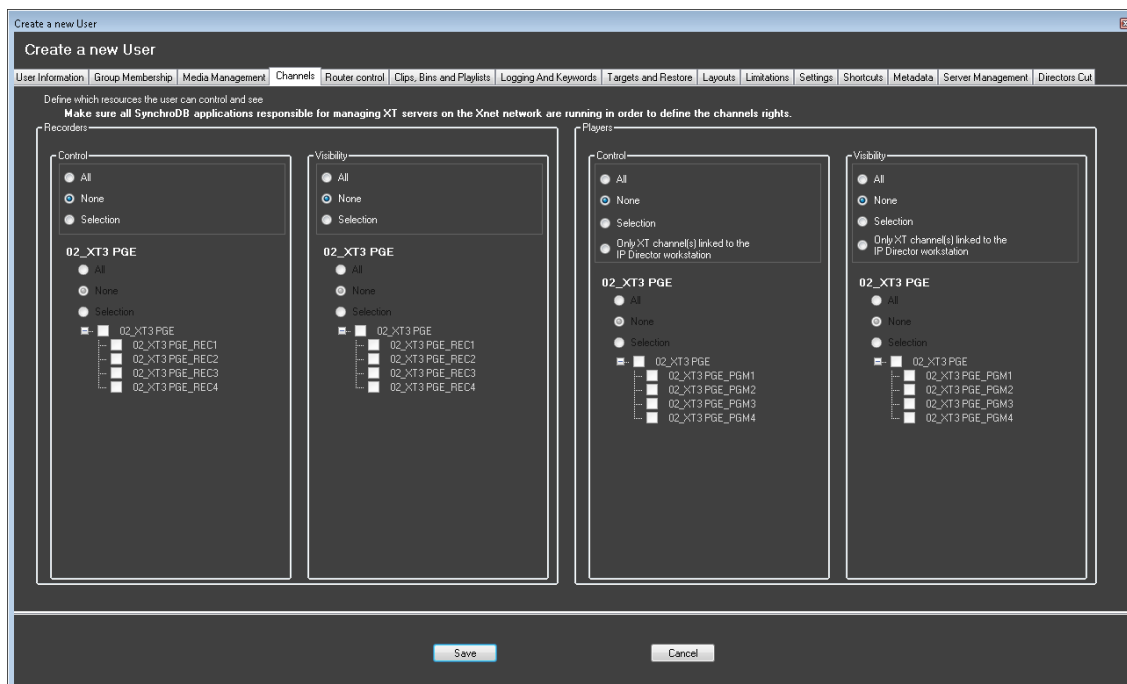 Create a new User
Create a new User
User Information Group Membership Media Management Channels Router control Clips, Bins and Playlists Logging And Keywords Targets and Restore Layouts Limitations Settings Shortcuts Metadata Server Management Directors Cut
Define which resources the user can control and see
Make sure all SynchroDB applications responsible for managing XT servers on the Xnet network are running in order to define the channels rights.
Recorders
Control
All
None
Selection
02_XT3 PGE
All
None
Selection
02_XT3 PGE
02_XT3 PGE_REC1
02_XT3 PGE_REC2
02_XT3 PGE_REC3
02_XT3 PGE_REC4
Visibility
All
None
Selection
02_XT3 PGE
All
None
Selection
02_XT3 PGE
02_XT3 PGE_REC1
02_XT3 PGE_REC2
02_XT3 PGE_REC3
02_XT3 PGE_REC4
Players
Control
All
None
Selection
Only XT channel(s) linked to the
IP Director workstation
02_XT3 PGE
All
None
Selection
02_XT3 PGE
02_XT3 PGE_PGM1
02_XT3 PGE_PGM2
02_XT3 PGE_PGM3
02_XT3 PGE_PGM4
Visibility
All
None
Selection
Only XT channel(s) linked to the
IP Director workstation
02_XT3 PGE
All
None
Selection
02_XT3 PGE
02_XT3 PGE_PGM1
02_XT3 PGE_PGM2
02_XT3 PGE_PGM3
02_XT3 PGE_PGM4
Save
Cancel